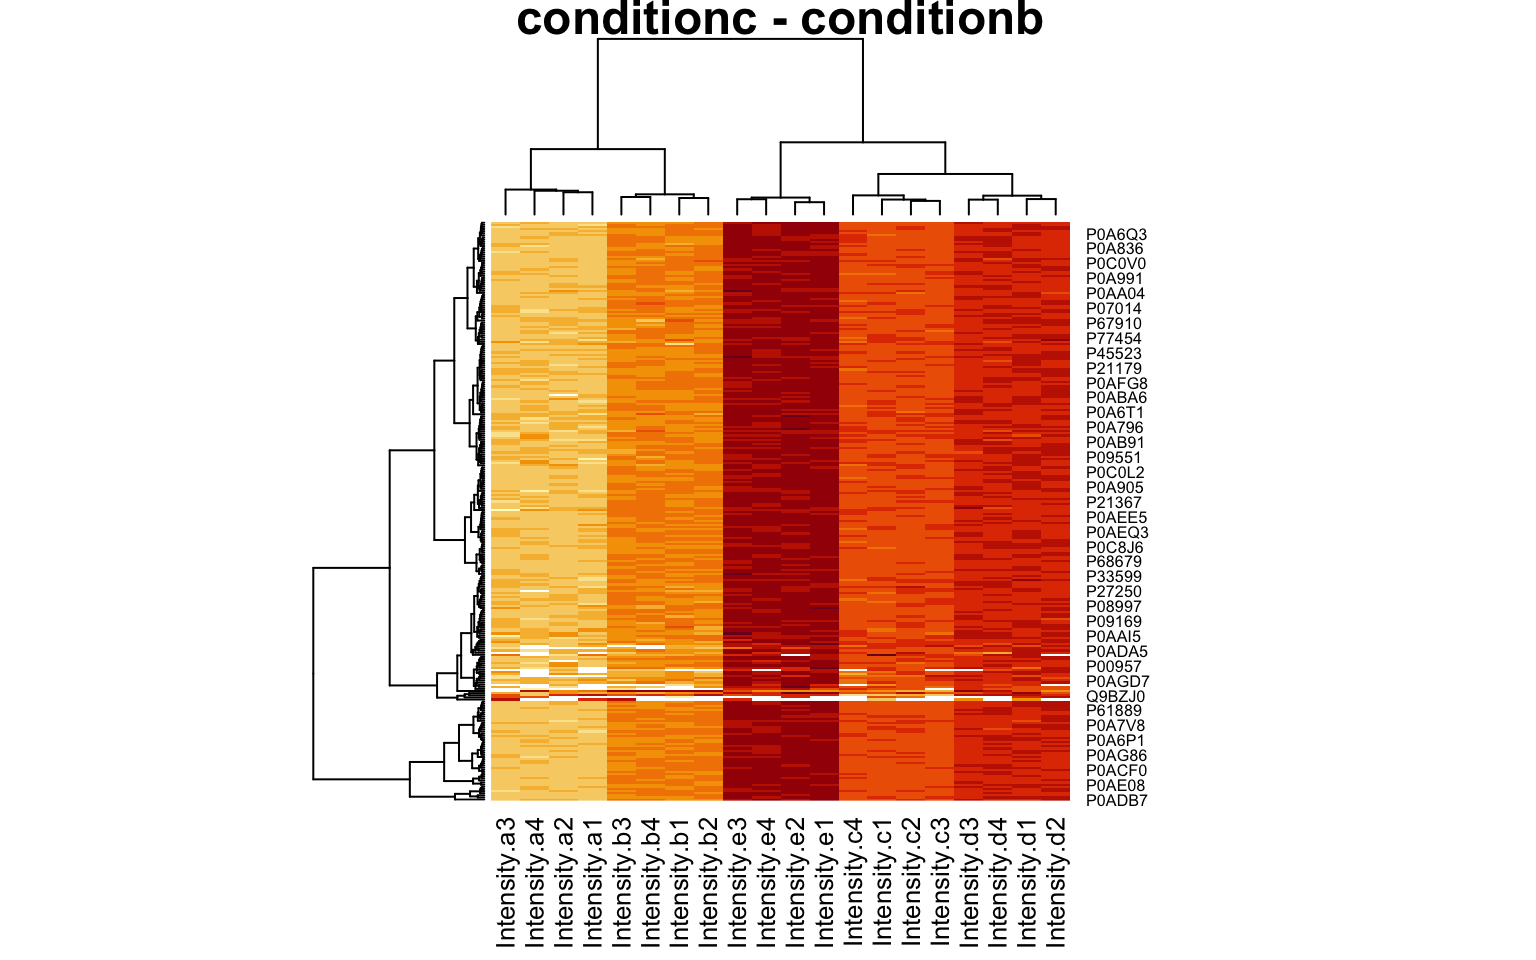 conditionc - conditionb
P0A6Q3
P0A836
P0C0V0
P0A991
P0AA04
P07014
P67910
P77454
P45523
P21179
P0AFG8
P0ABA6
P0A6T1
P0A796
P0AB91
P09551
P0C0L2
P0A905
P21367
P0AEE5
P0AEQ3
P0C8J6
P68679
P33599
P27250
P08997
P09169
P0AAI5
P0ADA5
P00957
P0AGD7
Q9BZJ0
P61889
P0A7V8
P0A6P1
P0AG86
P0ACF0
P0AE08
P0ADB7
Intensity.a3
Intensity.a4
Intensity.a2
Intensity.a1
Intensity.b3
Intensity.b4
Intensity.b1
Intensity.b2
Intensity.e3
Intensity.e4
Intensity.e2
Intensity.e1
Intensity.c4
Intensity.c1
Intensity.c2
Intensity.c3
Intensity.d3
Intensity.d4
Intensity.d1
Intensity.d2